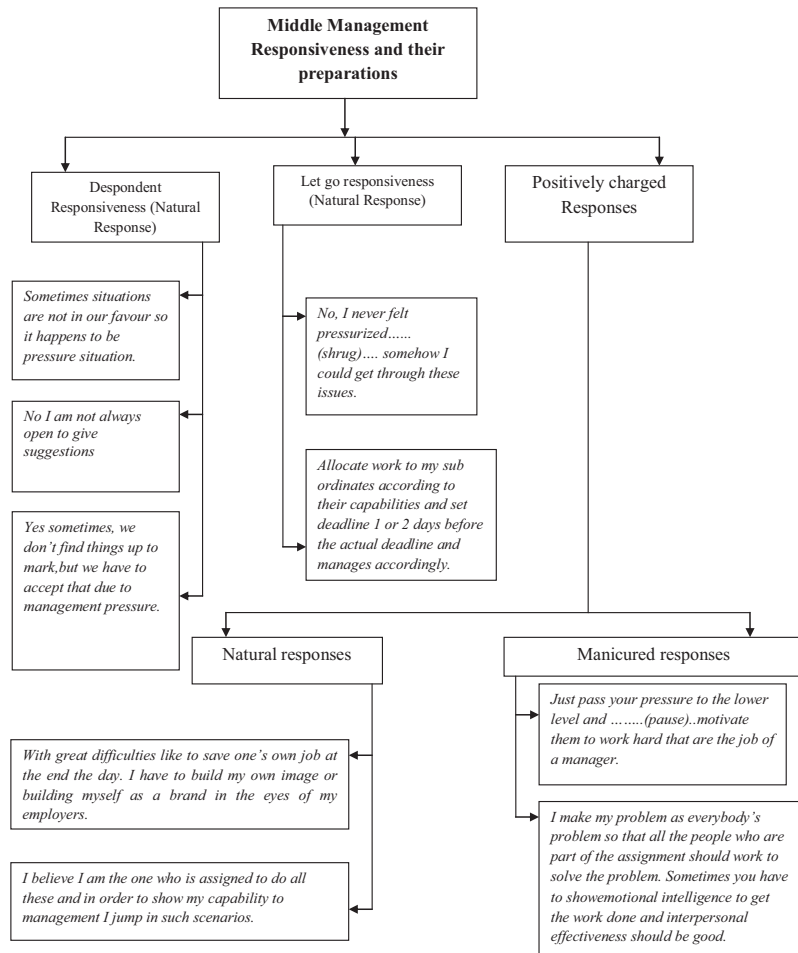 Middle Management
Responsiveness and their
preparations
Despondent
Responsiveness (Natural
Response)
Let go responsiveness
(Natural Response)
Positively charged
Responses
Sometimes situations
are not in our favour so
it happens to be
pressure situation.
No I am not always
open to give
suggestions
Yes sometimes, we
don't find things up to
mark,but we have to
accept that due to
management pressure.
No, I never felt
pressurized......
(shrug).... somehow I
could get through these
issues.
Allocate work to my sub
ordinates according to
their capabilities and set
deadline 1 or 2 days before
the actual deadline and
manages accordingly.
Natural responses
With great difficulties like to save one's own job at
the end the day. I have to build my own image or
building myself as a brand in the eyes of my
employers.
I believe I am the one who is assigned to do all
these and in order to show my capability to
management I jump in such scenarios.
Manicured responses
Just pass your pressure to the lower
level and ........(pause)..motivate
them to work hard that are the job of
a manager.
I make my problem as everybody's
problem so that all the people who are
part of the assignment should work to
solve the problem. Sometimes you have
to showemotional intelligence to get
the work done and interpersonal
effectiveness should be good.